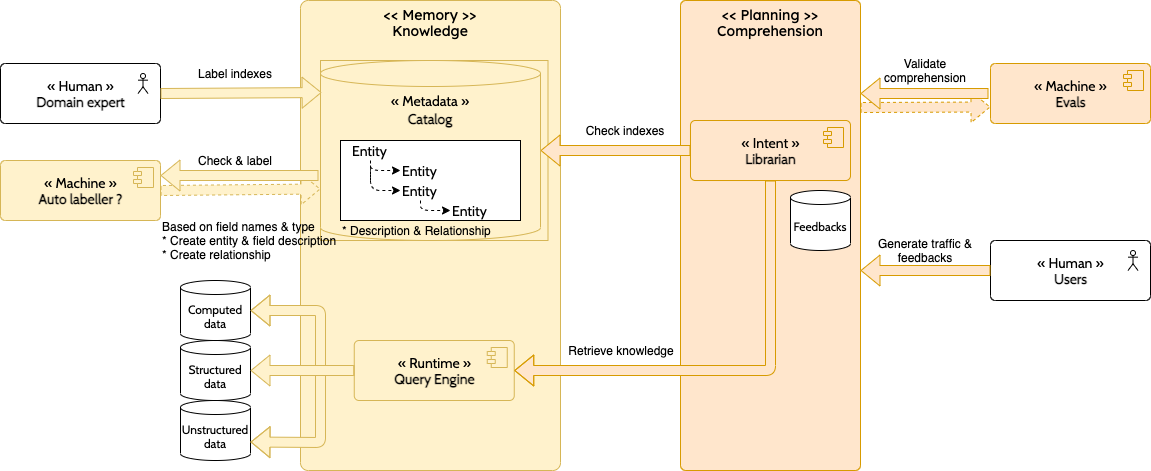 << Memory >>
Knowledge
<< Planning >>
Comprehension
Label indexes
« Human »
Domain expert
« Metadata »
Catalog
Entity
Entity
Entity
Entity
* Description & Relationship
Check & label
« Machine »
Auto labeller ?
Based on field names & type
* Create entity & field description
* Create relationship
Check indexes
« Intent »
Librarian
Feedbacks
Validate
comprehension
« Machine »
Evals
Generate traffic &
feedbacks
« Human »
Users
Computed
data
Structured
data
Unstructured
data
« Runtime »
Query Engine
Retrieve knowledge